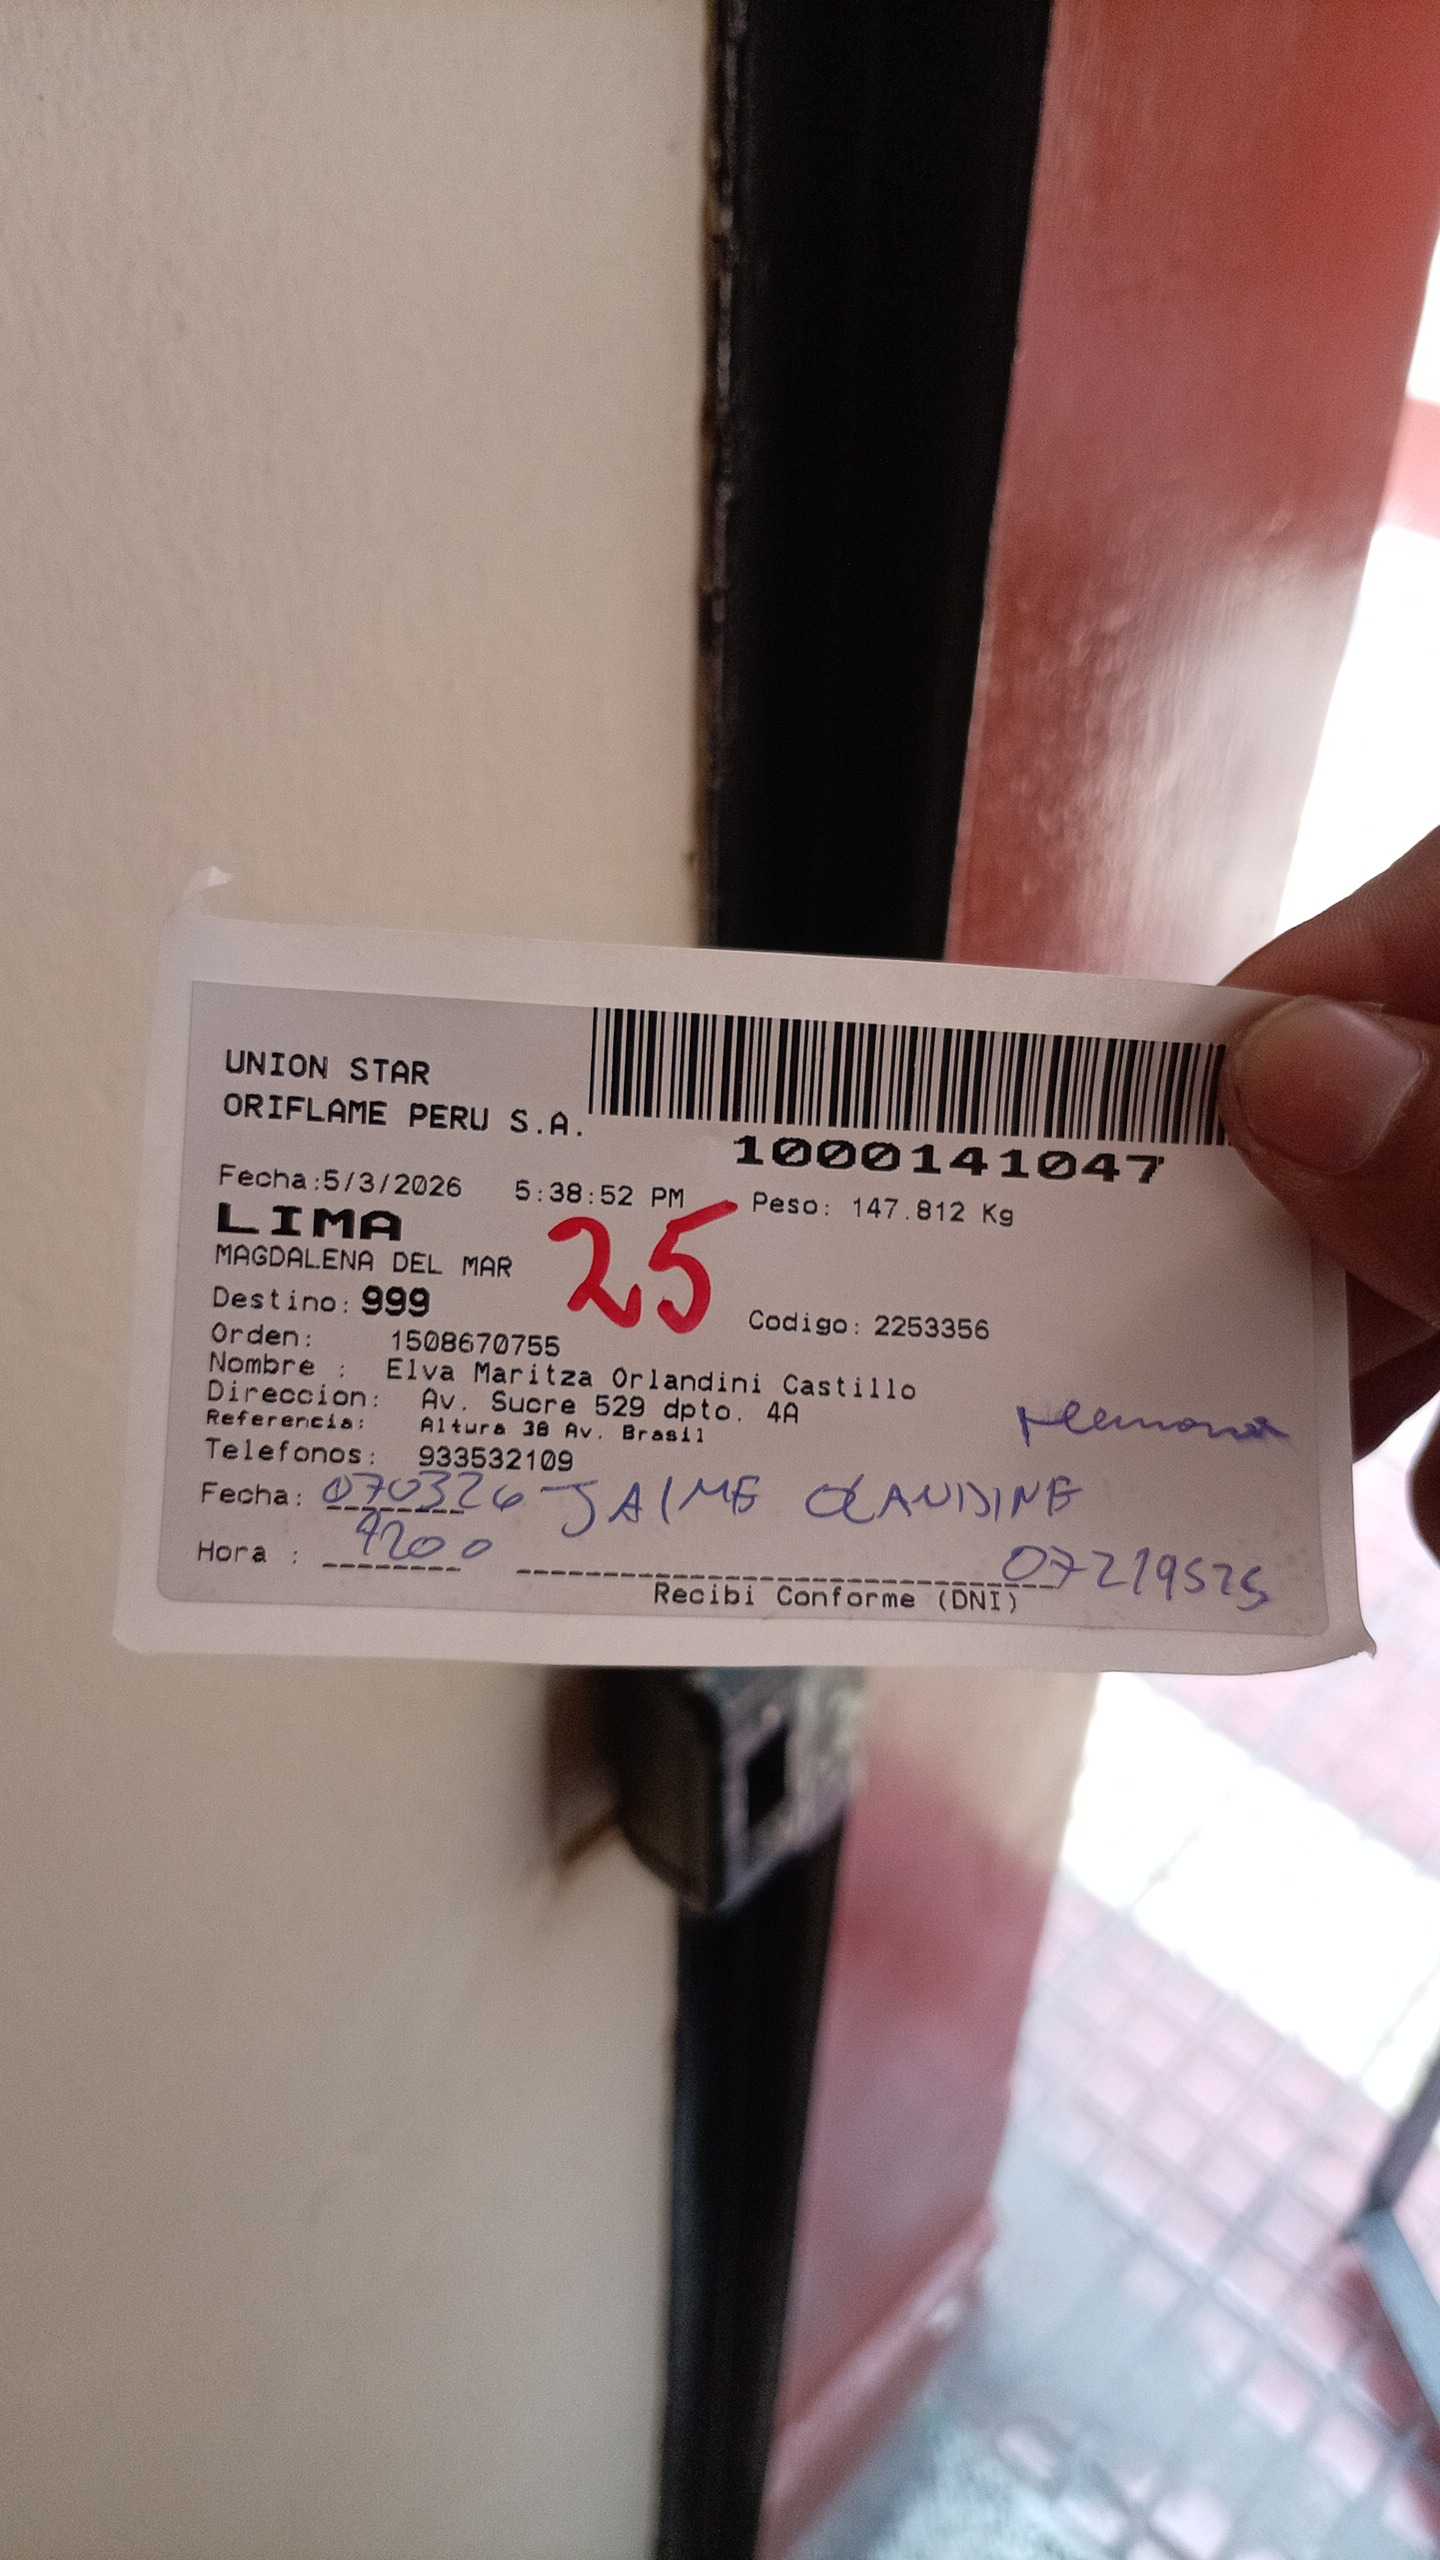 UNION STAR
ORIFLAME PERU S.A.
1000141047
Fecha:5/3/2026 5:38:52 PM Peso: 147.812 Kg
LIMA
MAGDALENA DEL MAR
25
Destino: 999
Codigo: 2253356
Orden: 1508670755
Nombre : Elva Maritza Orlandini Castillo
Direccion: Av. Sucre 529 dpto. 4A
Referencia: Altura 38 Av. Brasil
Telefonos: 933532109
Fecha: 070326 JAIME
Hora :
07219525
Recibi Conforme (DNI)